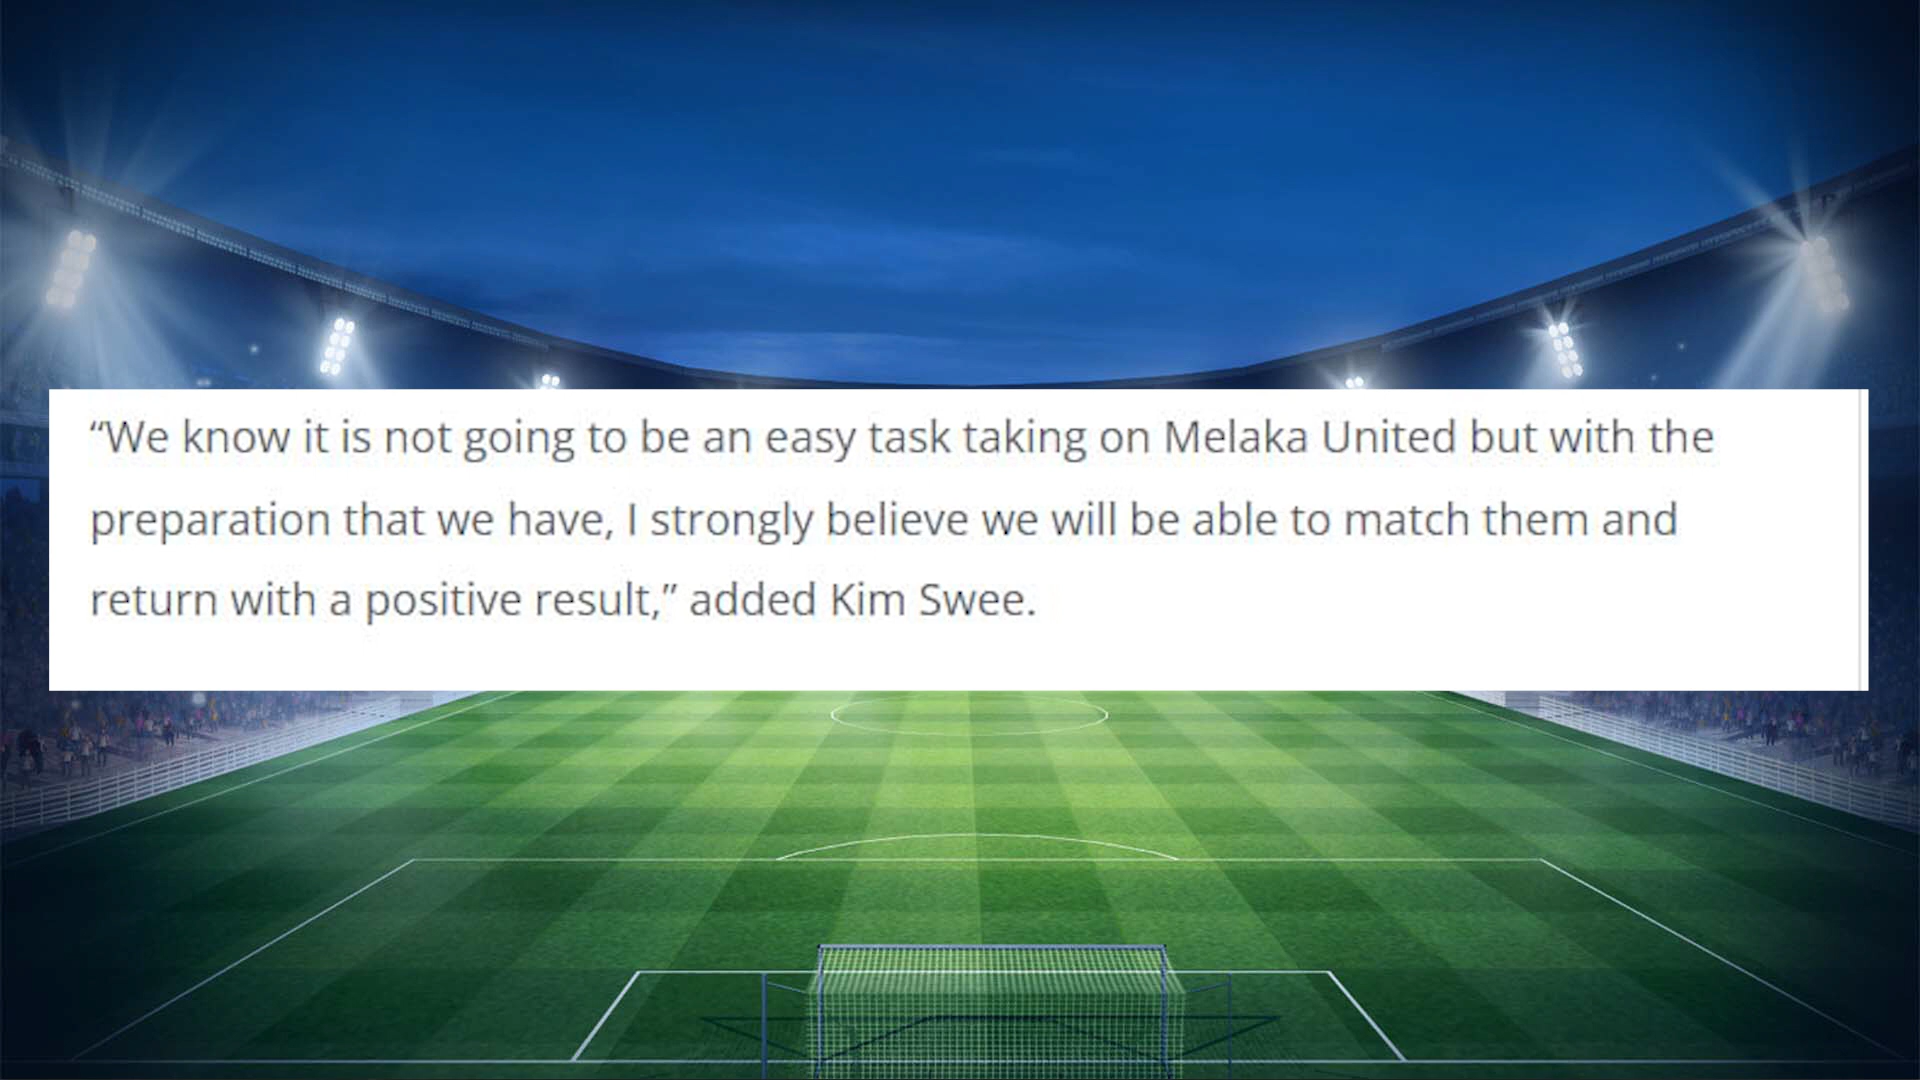 “We know it is not going to be an easy task taking on Melaka United but with the
preparation that we have, I strongly believe we will be able to match them and
return with a positive result,” added Kim Swee.